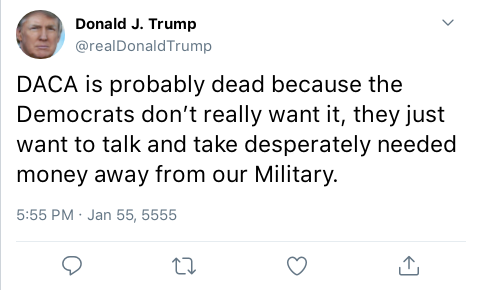 Donald J. Trump
@realDonaldTrump
DACA is probably dead because the
Democrats don’t really want it, they just
want to talk and take desperately needed
money away from our Military.
5:55 PM · Jan 55, 5555